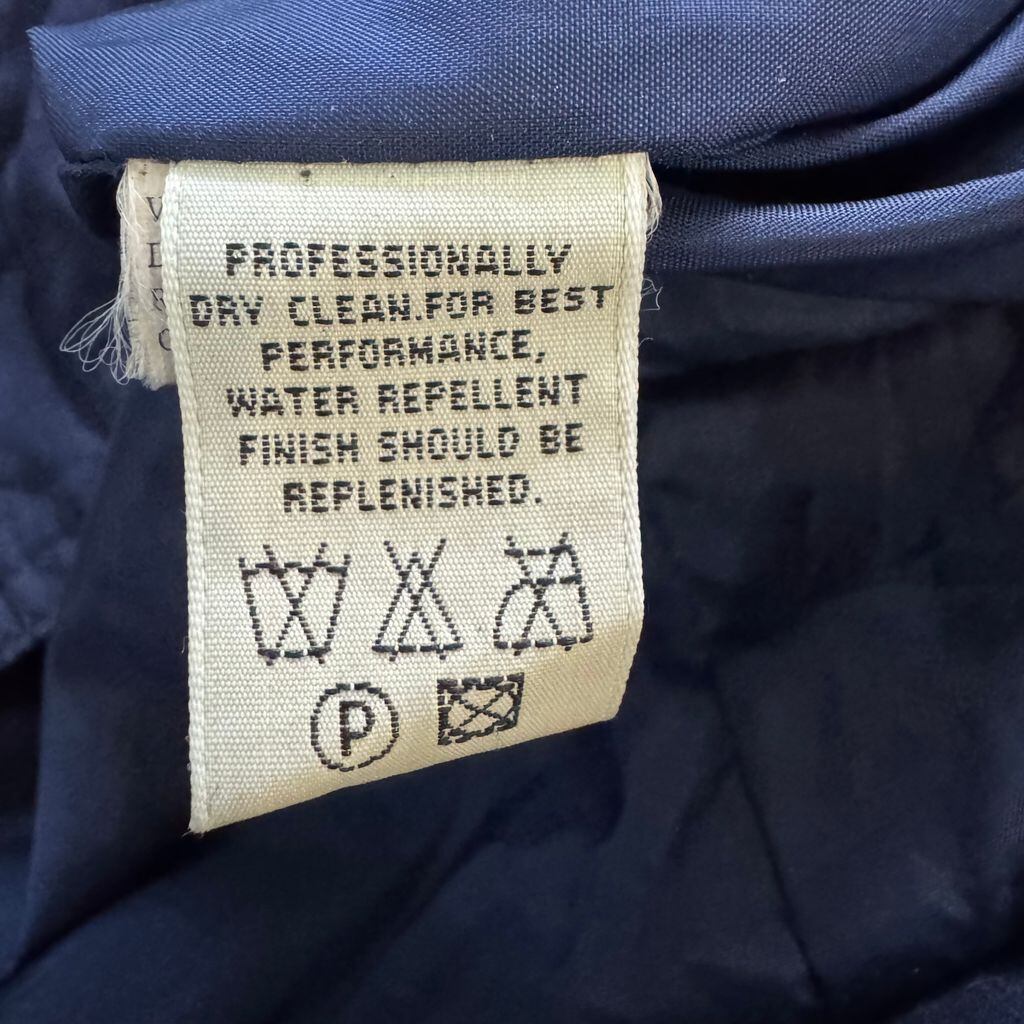 PROFESSIONALLY
DRY CLEAN.FOR BEST
PERFORMANCE,
WATER REPELLENT
FINISH SHOULD BE
REPLENISHED.
P